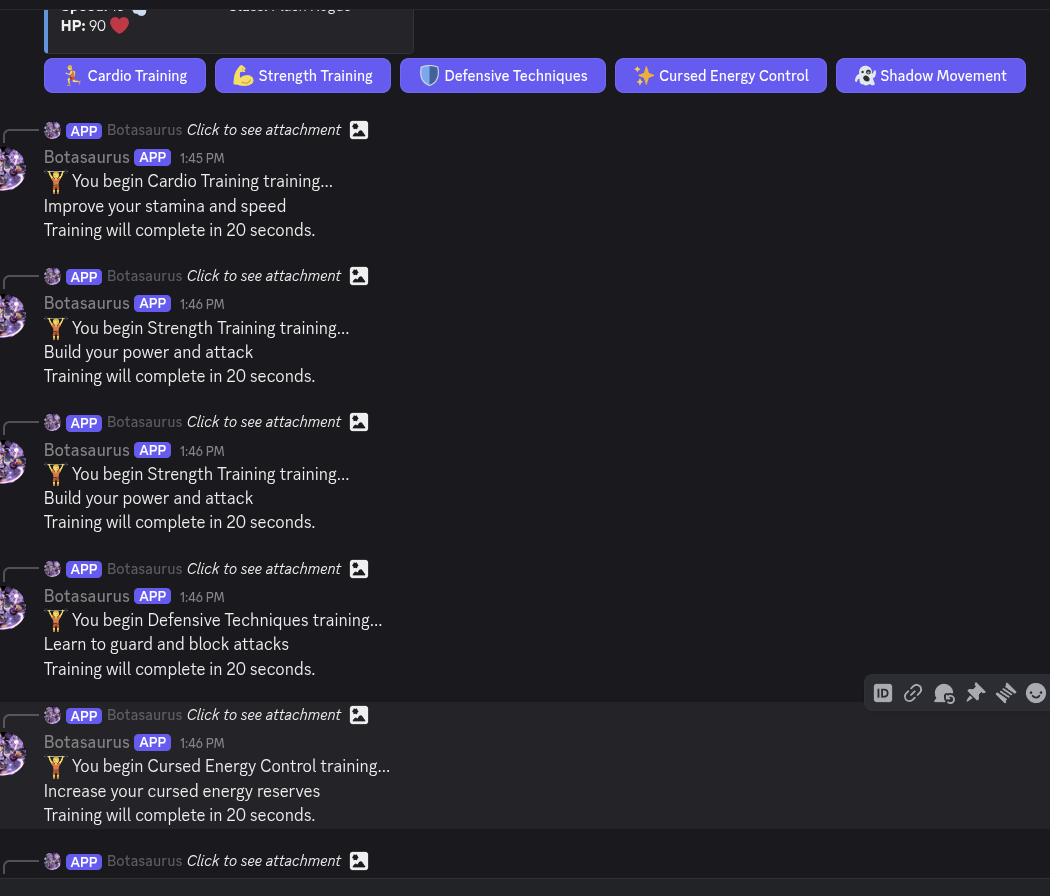 HP: 90
Cardio Training
Strength Training
Defensive Techniques
Cursed Energy Control
Shadow Movement
APP Botasaurus Click to see attachment
Botasaurus APP 1:45 PM
You begin Cardio Training training...
Improve your stamina and speed
Training will complete in 20 seconds.
APP Botasaurus Click to see attachment
Botasaurus APP 1:46 PM
You begin Strength Training training...
Build your power and attack
Training will complete in 20 seconds.
APP Botasaurus Click to see attachment
Botasaurus APP 1:46 PM
You begin Strength Training training...
Build your power and attack
Training will complete in 20 seconds.
APP Botasaurus Click to see attachment
Botasaurus APP 1:46 PM
You begin Defensive Techniques training...
Learn to guard and block attacks
Training will complete in 20 seconds.
ID
APP Botasaurus Click to see attachment
Botasaurus APP 1:46 PM
You begin Cursed Energy Control training...
Increase your cursed energy reserves
Training will complete in 20 seconds.
APP Botasaurus Click to see attachment